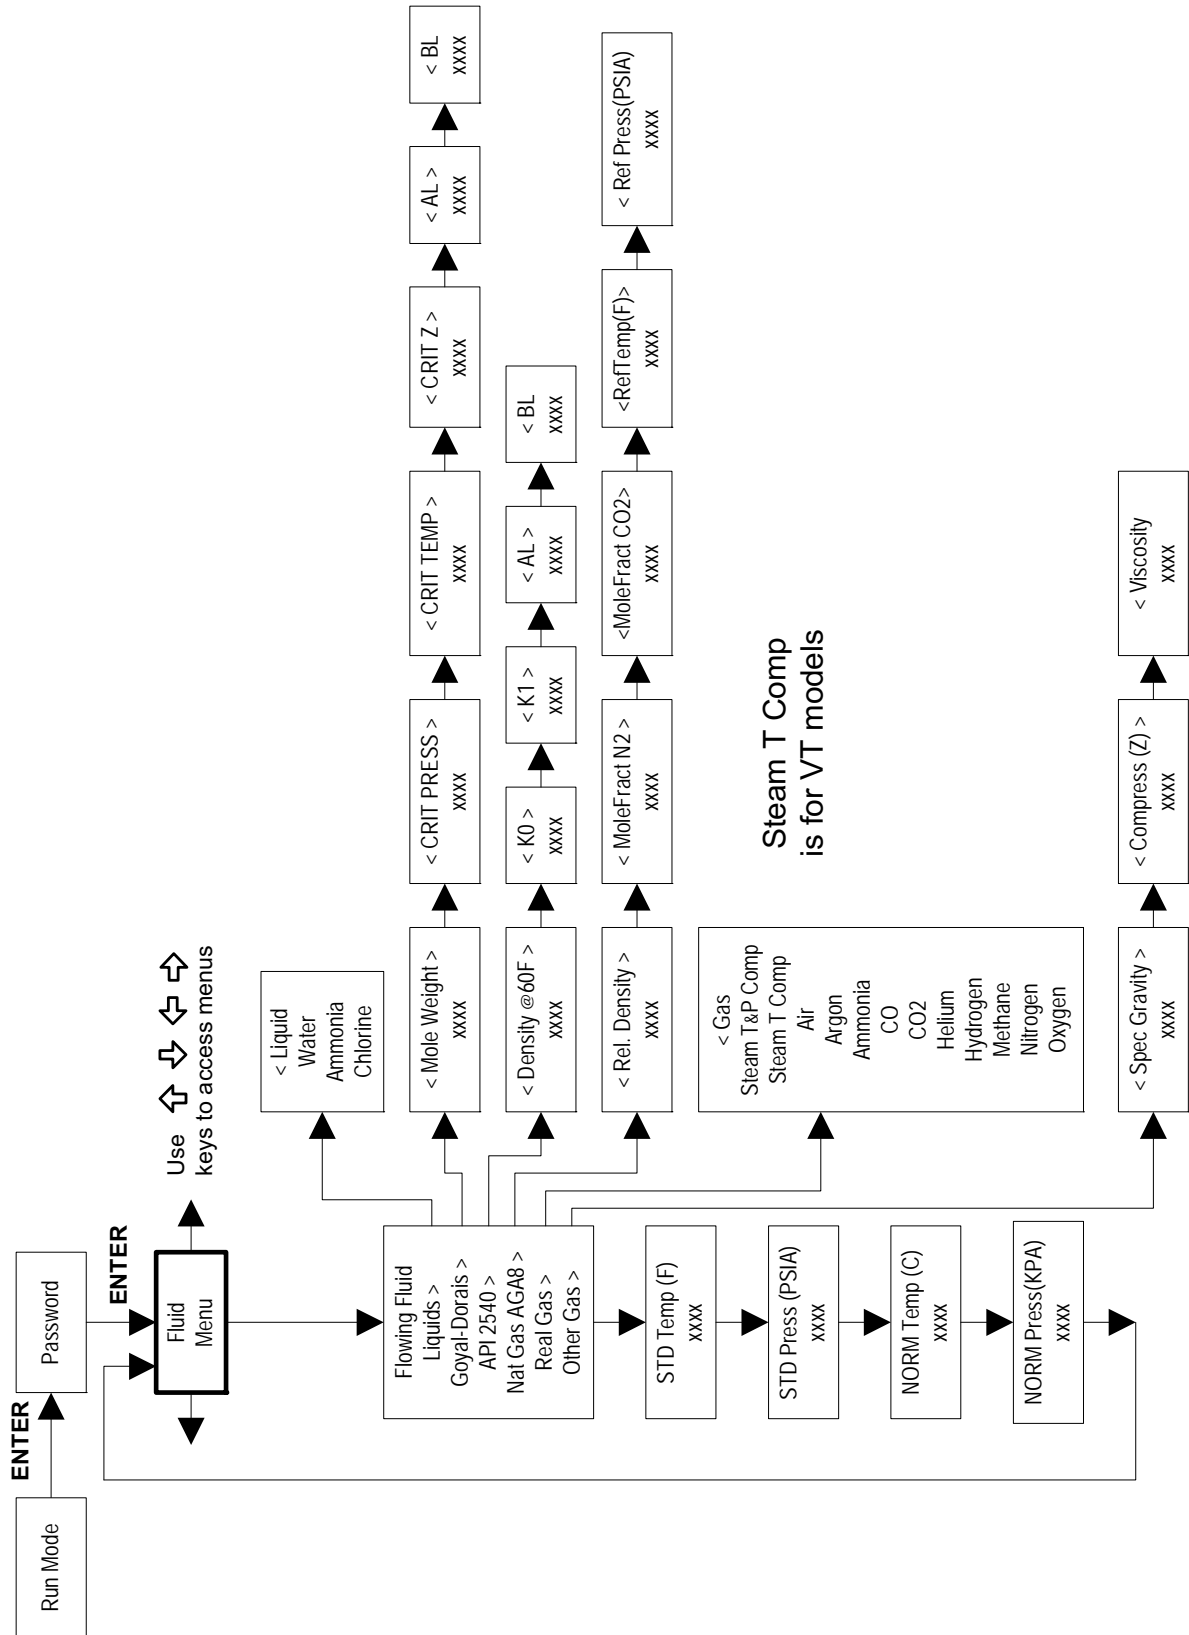 Run Mode
ENTER
Password
ENTER
Fluid
Menu
Use
keys to access menus
Flowing Fluid
Liquids >
Goyal-Dorais >
API 2540 >
Nat Gas AGA8 >
Real Gas >
Other Gas >
< Liquid
Water
Ammonia
Chlorine
< Mole Weight >
xxxx
< CRIT PRESS >
xxxx
< CRIT TEMP >
xxxx
< CRIT Z >
xxxx
< AL >
xxxx
< BL
xxxx
< Density @60F >
xxxx
< K0 >
xxxx
< K1 >
xxxx
< AL >
xxxx
< BL
xxxx
< Rel. Density >
xxxx
< MoleFract N2 >
xxxx
<MoleFract CO2>
xxxx
<RefTemp(F)>
xxxx
< Ref Press(PSIA)
xxxx
< Gas
Steam T&P Comp
Steam T Comp
Air
Argon
Ammonia
CO
CO2
Helium
Hydrogen
Methane
Nitrogen
Oxygen
Steam T Comp
is for VT models
< Spec Gravity >
xxxx
< Compress (Z) >
xxxx
< Viscosity
xxxx
STD Temp (F)
xxxx
STD Press (PSIA)
xxxx
NORM Temp (C)
xxxx
NORM Press(KPA)
xxxx